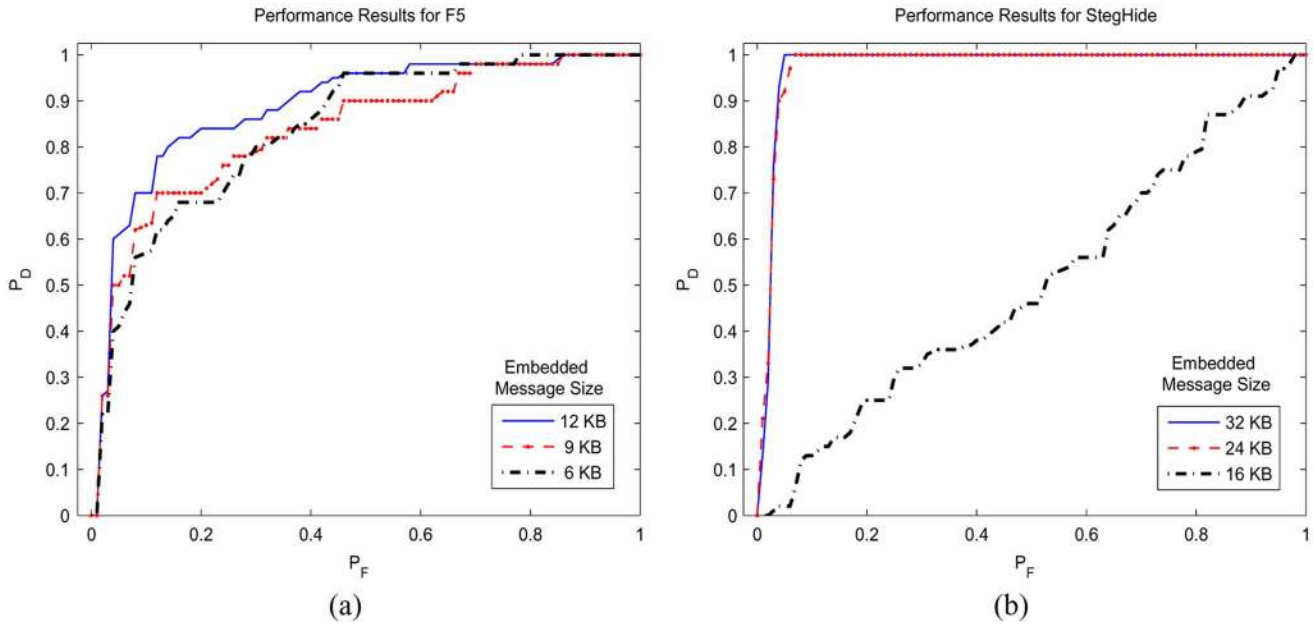 Performance Results for F5
1
0.9
0.8
0.7
0.6
0.5
0.4
0.3
0.2
0.1
0
P_D
0
0.2
0.4
0.6
0.8
1
P_F
Embedded
Message Size
12 KB
9 KB
6 KB
(a)
Performance Results for StegHide
1
0.9
0.8
0.7
0.6
0.5
0.4
0.3
0.2
0.1
0
P_D
0
0.2
0.4
0.6
0.8
1
P_F
Embedded
Message Size
32 KB
24 KB
16 KB
(b)